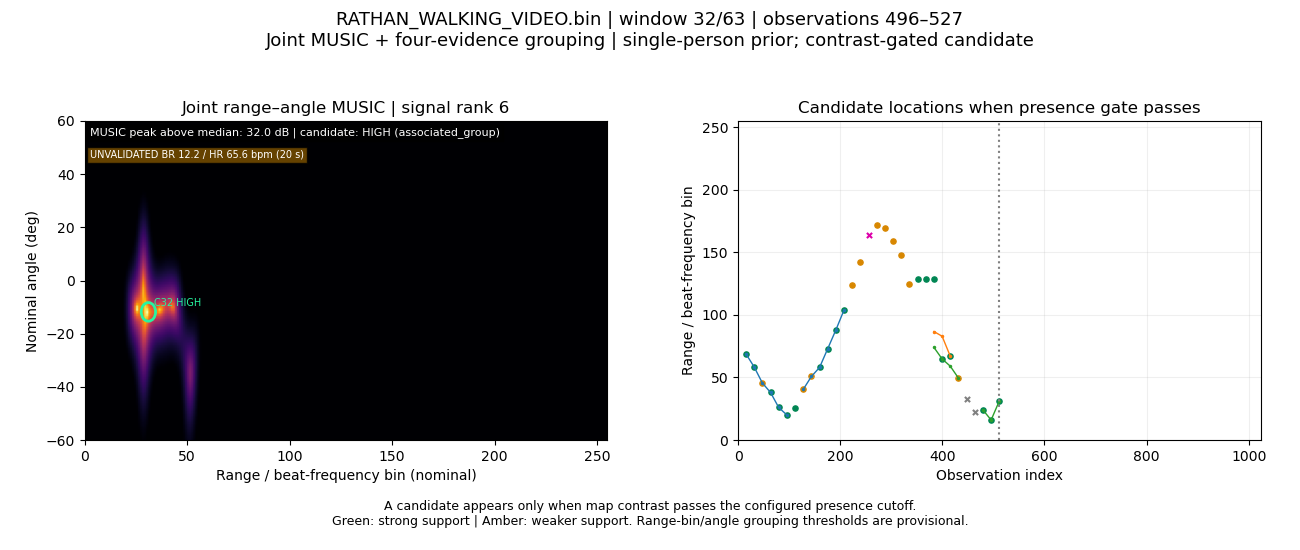 RATHAN_WALKING_VIDEO.bin | window 32/63 | observations 496–527
Joint MUSIC + four-evidence grouping | single-person prior; contrast-gated candidate
Joint range–angle MUSIC | signal rank 6
MUSIC peak above median: 32.0 dB | candidate: HIGH (associated_group)
UNVALIDATED BR 12.2 / HR 65.6 bpm (20 s)
C32 HIGH
Nominal angle (deg)
60
40
20
0
−20
−40
−60
0 50 100 150 200 250
Range / beat-frequency bin (nominal)
Candidate locations when presence gate passes
Range / beat-frequency bin
250
200
150
100
50
0
0 200 400 600 800 1000
Observation index
A candidate appears only when map contrast passes the configured presence cutoff.
Green: strong support | Amber: weaker support. Range-bin/angle grouping thresholds are provisional.